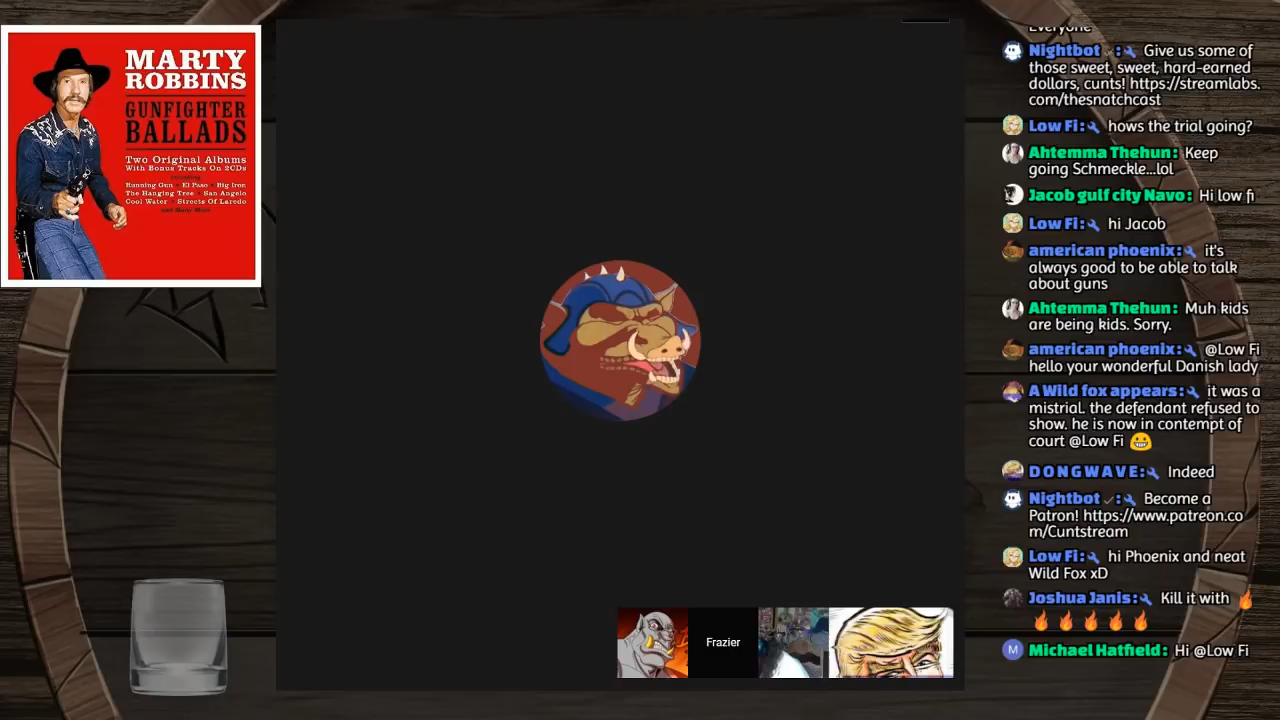 MARTY
ROBBINS
GUNFIGHTER
BALLADS
Two Original Albums
With Bonus Tracks On 2CDs
Running Gun • El Paso • Big Iron
The Hanging Tree • San Angelo
Cool Water • Streets Of Laredo
Frazier
Everyone
Nightbot: Give us some of
those sweet, sweet, hard-earned
dollars, cunts! https://streamlabs.
com/thesnatchcast
Low Fi: hows the trial going?
Ahtemma Thehun: Keep
going Schmeckle...lol
Jacob gulf city Navo: Hi low fi
Low Fi: hi Jacob
american phoenix: it's
always good to be able to talk
about guns
Ahtemma Thehun: Muh kids
are being kids. Sorry.
american phoenix: @Low Fi
hello your wonderful Danish lady
A Wild fox appears: it was a
mistrial. the defendant refused to
show. he is now in contempt of
court @Low Fi 😬
DONGWAVE: Indeed
Nightbot: Become a
Patron! https://www.patreon.co
m/Cuntstream
Low Fi: hi Phoenix and neat
Wild Fox xD
Joshua Janis: Kill it with 🔥
🔥🔥🔥🔥🔥
M Michael Hatfield: Hi @Low Fi